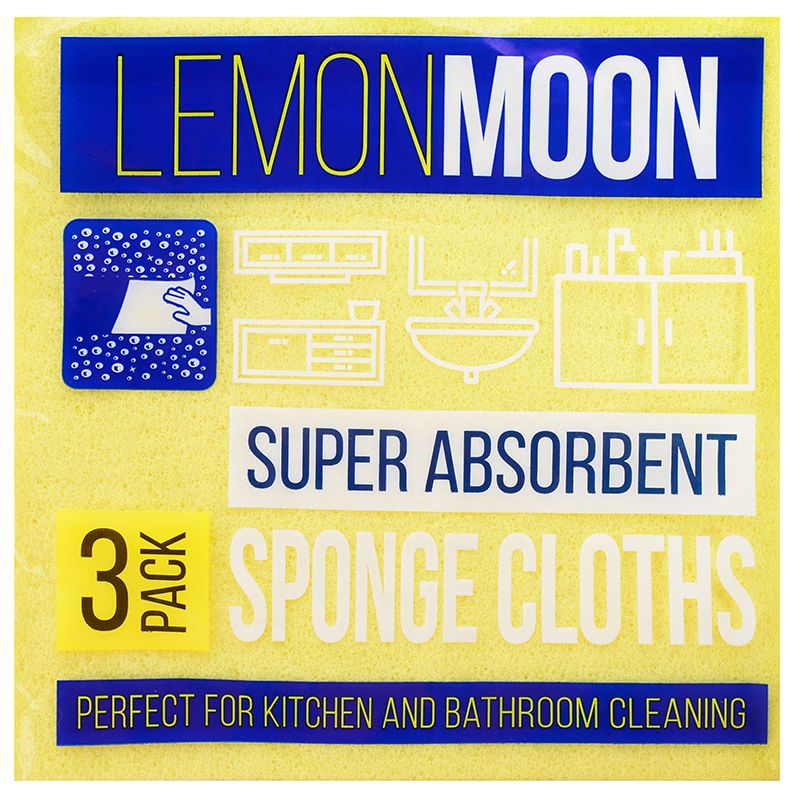 LEMONMOON
SUPER ABSORBENT
3 PACK
SPONGE CLOTHS
PERFECT FOR KITCHEN AND BATHROOM CLEANING